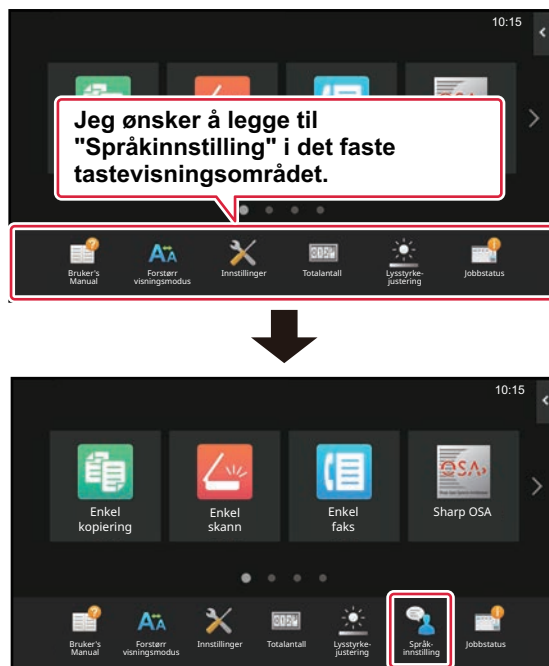 10:15
Jeg ønsker å legge til
"Språkinnstilling" i det faste
tastevisningsområdet.
Bruker's
Manual
Forstørr
visningsmodus
Innstillinger
Totalantall
Lysstyrke-
justering
Jobbstatus
10:15
Enkel
kopiering
Enkel
skann
Enkel
faks
Sharp OSA
Bruker's
Manual
Forstørr
visningsmodus
Innstillinger
Totalantall
Lysstyrke-
justering
Språk-
innstilling
Jobbstatus